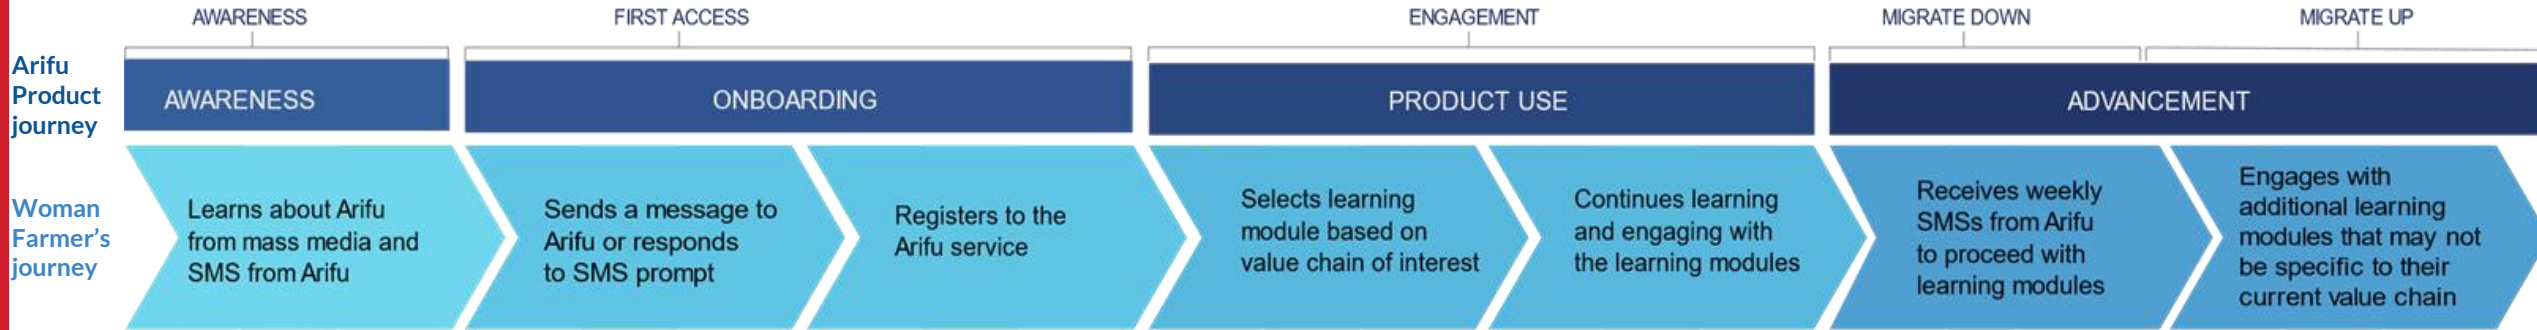 AWARENESS
FIRST ACCESS
ENGAGEMENT
MIGRATE DOWN
MIGRATE UP
Arifu
Product
journey
AWARENESS
ONBOARDING
PRODUCT USE
ADVANCEMENT
Woman
Farmer's
journey
Learns about Arifu
from mass media and
SMS from Arifu
Sends a message to
Arifu or responds
to SMS prompt
Registers to the
Arifu service
Selects learning
module based on
value chain of interest
Continues learning
and engaging with
the learning modules
Receives weekly
SMSs from Arifu
to proceed with
learning modules
Engages with
additional learning
modules that may not
be specific to their
current value chain